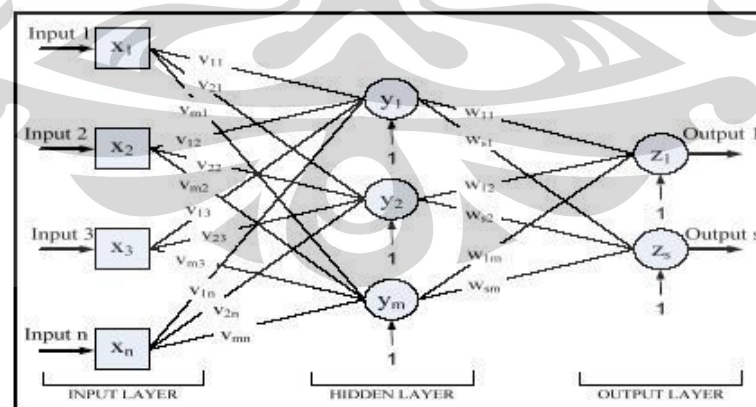 Input 1
x₁
v₁₁
v₂₁
vₘ₁
Input 2
x₂
v₁₂
v₂₂
vₘ₂
Input 3
x₃
v₁₃
v₂₃
vₘ₃
Input n
xₙ
v₁ₙ
v₂ₙ
vₘₙ
y₁
1
y₂
1
yₘ
1
w₁₁
wₛ₁
w₁₂
wₛ₂
w₁ₘ
wₛₘ
z₁
Output 1
1
zₛ
Output s
1
INPUT LAYER
HIDDEN LAYER
OUTPUT LAYER